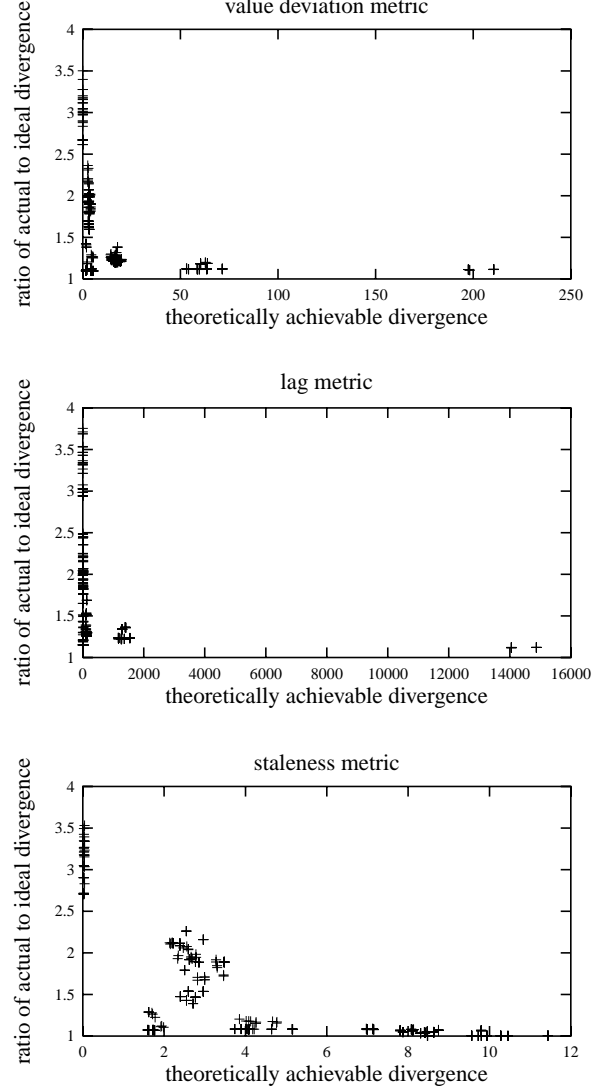 value deviation metric
ratio of actual to ideal divergence
4
3.5
3
2.5
2
1.5
1
0 50 100 150 200 250
theoretically achievable divergence
lag metric
ratio of actual to ideal divergence
4
3.5
3
2.5
2
1.5
1
0 2000 4000 6000 8000 10000 12000 14000 16000
theoretically achievable divergence
staleness metric
ratio of actual to ideal divergence
4
3.5
3
2.5
2
1.5
1
0 2 4 6 8 10 12
theoretically achievable divergence